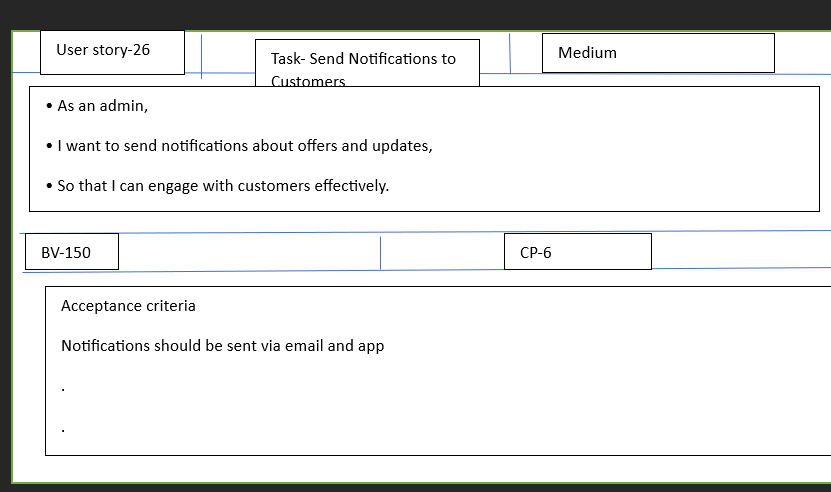 User story-26
Task- Send Notifications to
Customers
Medium
• As an admin,
• I want to send notifications about offers and updates,
• So that I can engage with customers effectively.
BV-150
CP-6
Acceptance criteria
Notifications should be sent via email and app
.
.